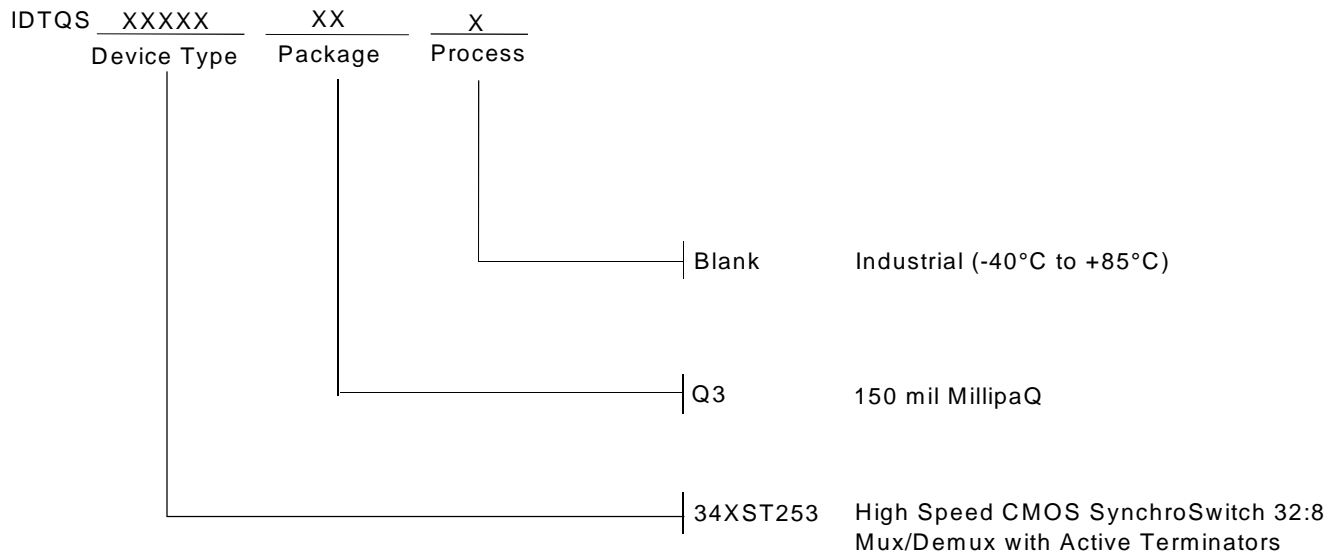 IDTQS XXXXX XX X
Device Type Package Process
Blank Industrial (-40°C to +85°C)
Q3 150 mil MillipaQ
34XST253 High Speed CMOS SynchroSwitch 32:8
Mux/Demux with Active Terminators